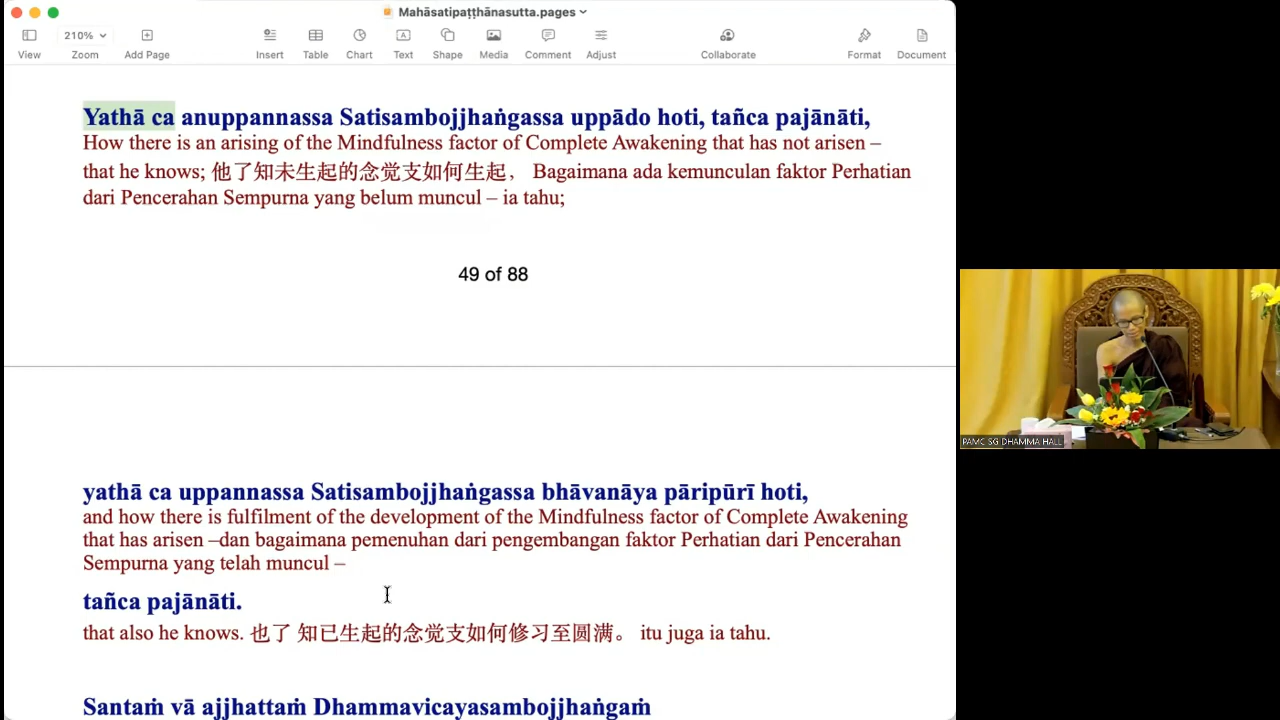 Mahāsatipaṭṭhānasutta.pages
210%
View
Zoom
Add Page
Insert
Table
Chart
Text
Shape
Media
Comment
Adjust
Collaborate
Format
Document
Yathā ca anuppannassa Satisambojjhaṅgassa uppādo hoti, tañca pajānāti,
How there is an arising of the Mindfulness factor of Complete Awakening that has not arisen –
that he knows; 他了知未生起的念觉支如何生起， Bagaimana ada kemunculan faktor Perhatian
dari Pencerahan Sempurna yang belum muncul – ia tahu;
49 of 88
yathā ca uppannassa Satisambojjhaṅgassa bhāvanāya pāripūrī hoti,
and how there is fulfilment of the development of the Mindfulness factor of Complete Awakening
that has arisen –dan bagaimana pemenuhan dari pengembangan faktor Perhatian dari Pencerahan
Sempurna yang telah muncul –
tañca pajānāti.
that also he knows. 也了 知已生起的念觉支如何修习至圆满。 itu juga ia tahu.
Santaṁ vā ajjhattaṁ Dhammavicayasambojjhaṅgaṁ
PAMC SG DHAMMA HALL